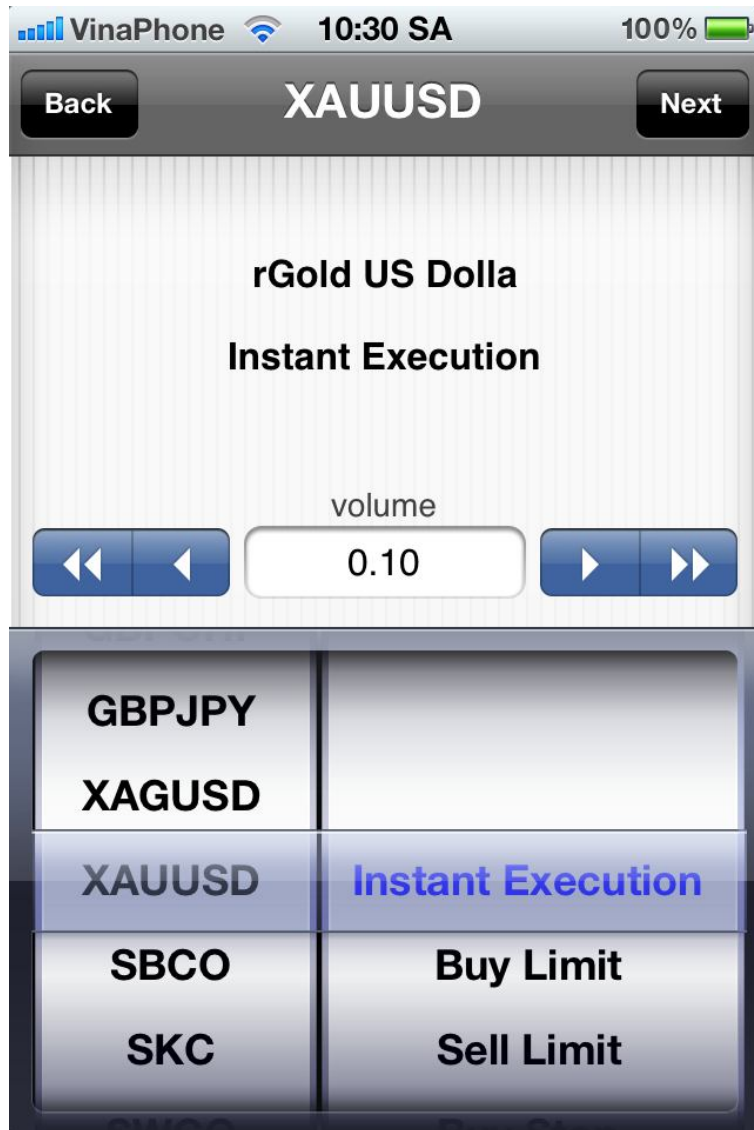 VinaPhone 10:30 SA 100%
Back XAUUSD Next
rGold US Dolla
Instant Execution
volume
0.10
GBPJPY
XAGUSD
XAUUSD Instant Execution
SBCO Buy Limit
SKC Sell Limit